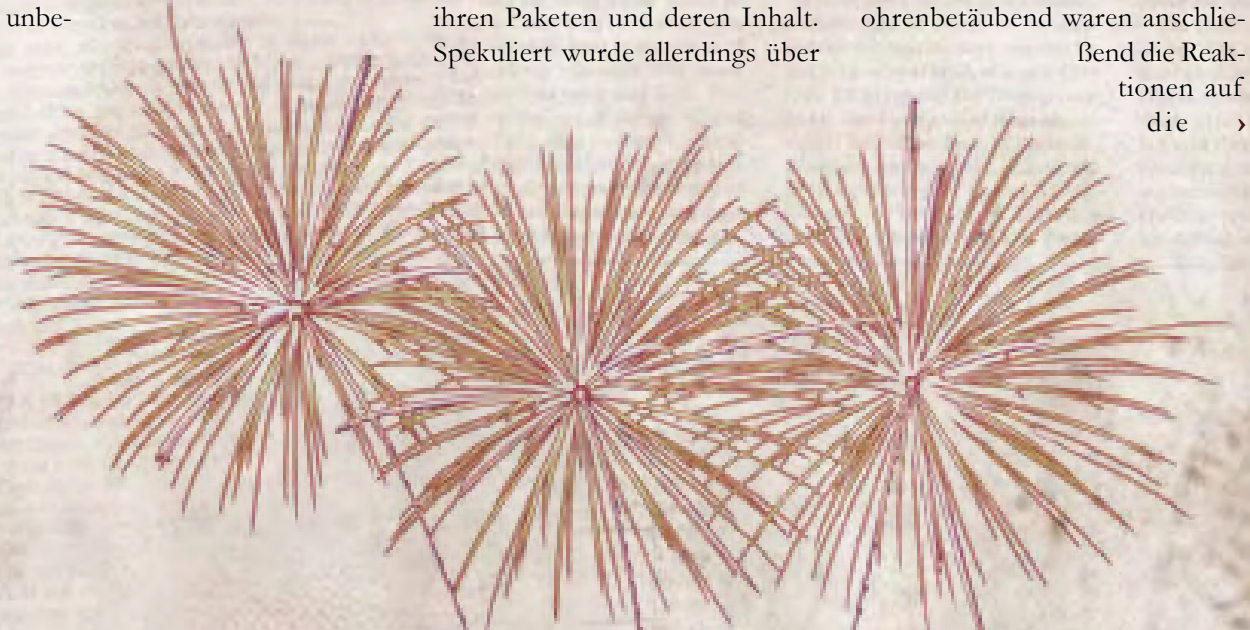 unbe-
ihren Paketen und deren Inhalt.
Spekuliert wurde allerdings über
ohrenbetäubend waren anschlie-
ßend die Reak-
tionen auf
die ›